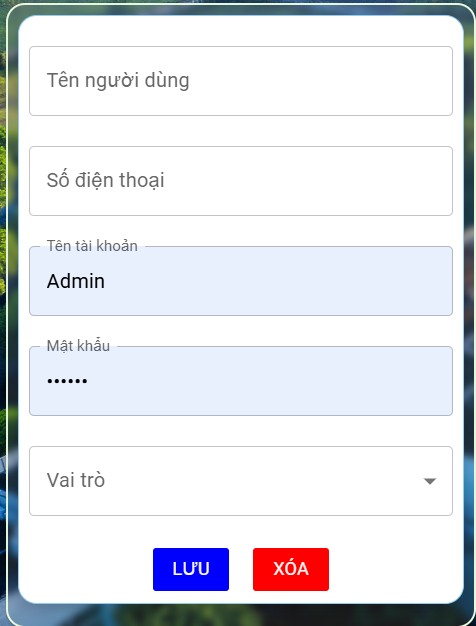 Tên người dùng
Số điện thoại
Tên tài khoản
Admin
Mật khẩu
••••••
Vai trò
LƯU XÓA